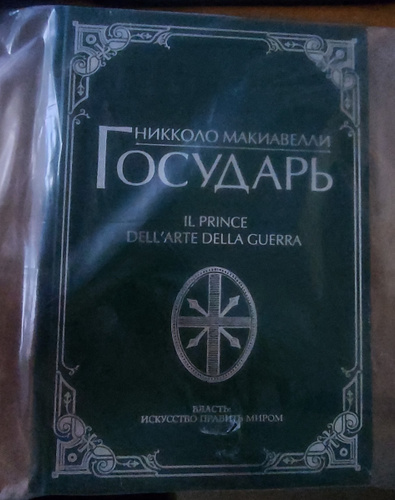 НИККОЛО МАКИАВЕЛЛИ
ГОСУДАРЬ
IL PRINCE
DELL'ARTE DELLA GUERRA
ВЛАСТЬ:
ИСКУССТВО ПРАВИТЬ МИРОМ